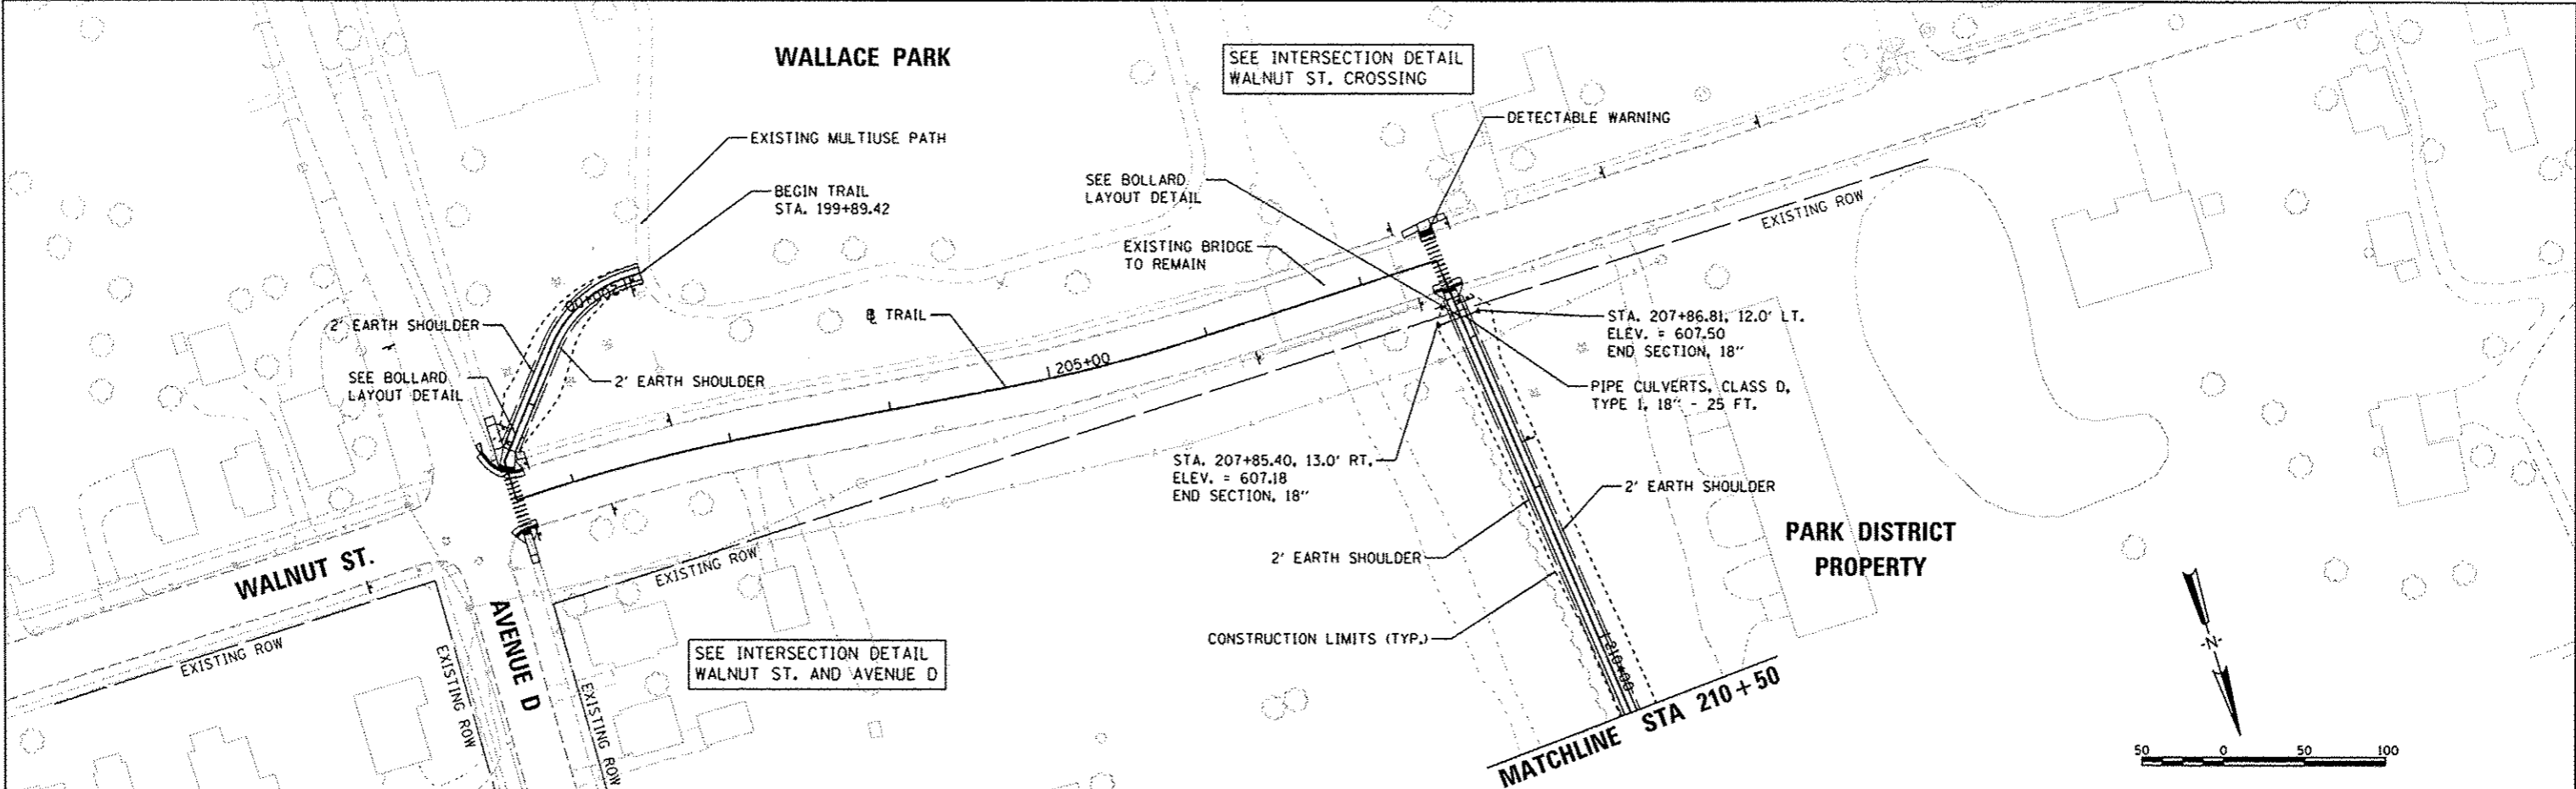 WALLACE PARK
SEE INTERSECTION DETAIL
WALNUT ST. CROSSING
DETECTABLE WARNING
EXISTING MULTIUSE PATH
BEGIN TRAIL
STA. 199+89.42
SEE BOLLARD
LAYOUT DETAIL
EXISTING BRIDGE
TO REMAIN
EXISTING ROW
200+00
2' EARTH SHOULDER
℄ TRAIL
STA. 207+86.81, 12.0' LT.
ELEV. = 607.50
END SECTION, 18"
2' EARTH SHOULDER
205+00
SEE BOLLARD
LAYOUT DETAIL
PIPE CULVERTS, CLASS D,
TYPE 1, 18" - 25 FT.
STA. 207+85.40, 13.0' RT.
ELEV. = 607.18
END SECTION, 18"
2' EARTH SHOULDER
2' EARTH SHOULDER
PARK DISTRICT
PROPERTY
WALNUT ST.
EXISTING ROW
AVENUE D
CONSTRUCTION LIMITS (TYP.)
EXISTING ROW
EXISTING ROW
EXISTING ROW
SEE INTERSECTION DETAIL
WALNUT ST. AND AVENUE D
210+00
MATCHLINE STA 210+50
N
50 0 50 100